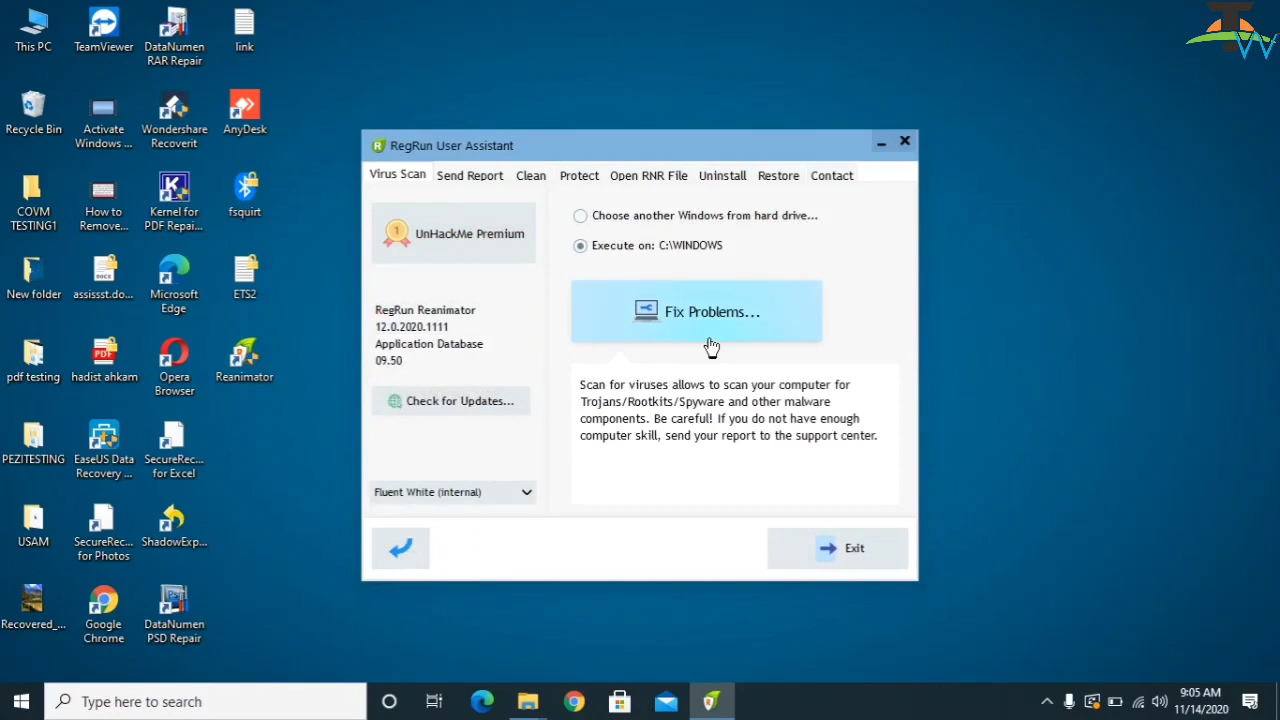 This PC
TeamViewer
DataNumen
RAR Repair
link
Recycle Bin
Activate
Windows ...
Wondershare
Recoverit
AnyDesk
COVM
TESTING1
How to
Remove...
Kernel for
PDF Repai...
fsquirt
New folder
assissst.do...
Microsoft
Edge
ETS2
pdf testing
hadist ahkam
Opera
Browser
Reanimator
PEZITESTING
EaseUS Data
Recovery ...
SecureRec...
for Excel
USAM
SecureRec...
for Photos
ShadowExp...
Recovered_...
Google
Chrome
DataNumen
PSD Repair
RegRun User Assistant
Virus Scan
Send Report
Clean
Protect
Open RNR File
Uninstall
Restore
Contact
UnHackMe Premium
Choose another Windows from hard drive...
Execute on: C:\WINDOWS
Fix Problems...
RegRun Reanimator
12.0.2020.1111
Application Database
09.50
Check for Updates...
Scan for viruses allows to scan your computer for
Trojans/Rootkits/Spyware and other malware
components. Be careful! If you do not have enough
computer skill, send your report to the support center.
Fluent White (internal)
Exit
Type here to search
9:05 AM
11/14/2020
TW